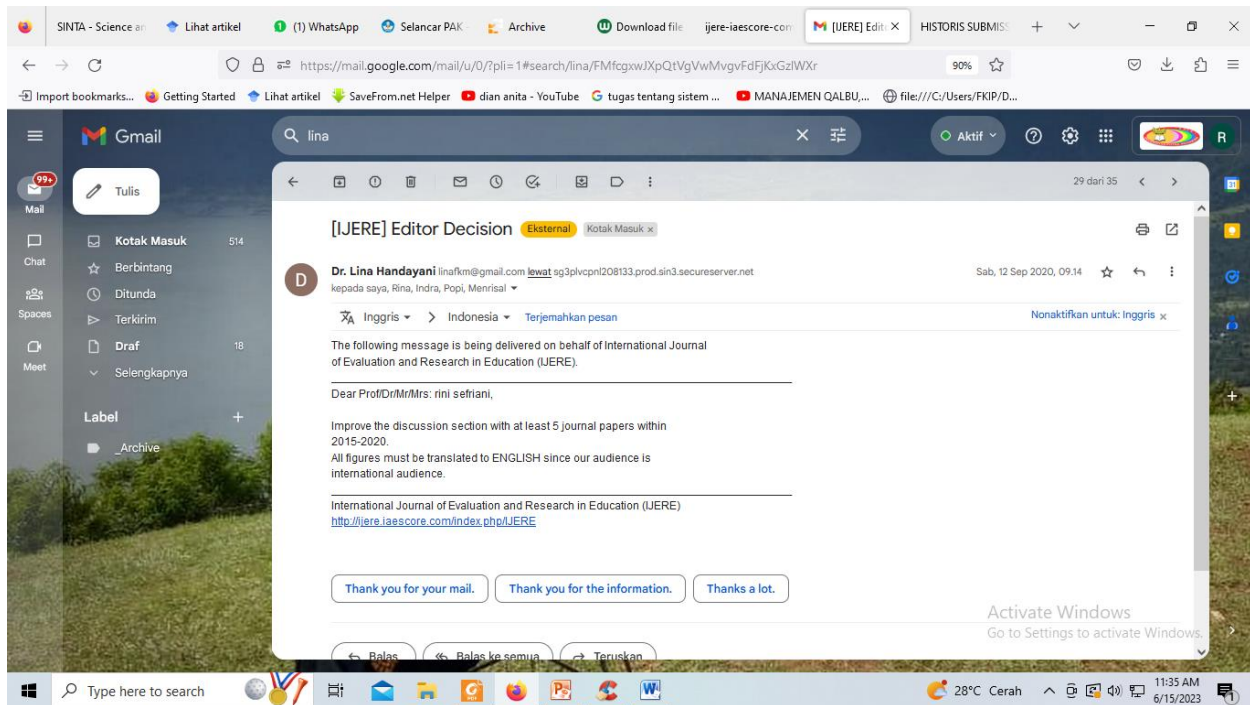 SINTA - Science an
Lihat artikel
(1) WhatsApp
Selancar PAK -
Archive
Download file
ijere-iaescore-com
[IJERE] Edito
HISTORIS SUBMISS
https://mail.google.com/mail/u/0/?pli=1#search/lina/FMfcgxwJXpQtVgVwMvgvFdFjKxGzlWXr
90%
Import bookmarks...
Getting Started
Lihat artikel
SaveFrom.net Helper
dian anita - YouTube
tugas tentang sistem ...
MANAJEMEN QALBU,...
file:///C:/Users/FKIP/D...
Gmail
lina
Aktif
R
99+
Mail
Chat
Spaces
Meet
Tulis
Kotak Masuk 514
Berbintang
Ditunda
Terkirim
Draf 18
Selengkapnya
Label
_Archive
29 dari 35
31
[IJERE] Editor Decision Eksternal Kotak Masuk x
D
Dr. Lina Handayani linafkm@gmail.com lewat sg3plvcpnl208133.prod.sin3.secureserver.net
Sab, 12 Sep 2020, 09.14
kepada saya, Rina, Indra, Popi, Menrisal
Inggris > Indonesia Terjemahkan pesan
Nonaktifkan untuk: Inggris x
The following message is being delivered on behalf of International Journal
of Evaluation and Research in Education (IJERE).
Dear Prof/Dr/Mr/Mrs: rini sefriani,
Improve the discussion section with at least 5 journal papers within
2015-2020.
All figures must be translated to ENGLISH since our audience is
international audience.
International Journal of Evaluation and Research in Education (IJERE)
http://ijere.iaescore.com/index.php/IJERE
Thank you for your mail.
Thank you for the information.
Thanks a lot.
Balas
Balas ke semua
Teruskan
Activate Windows
Go to Settings to activate Windows.
Type here to search
28°C Cerah
11:35 AM
6/15/2023
1